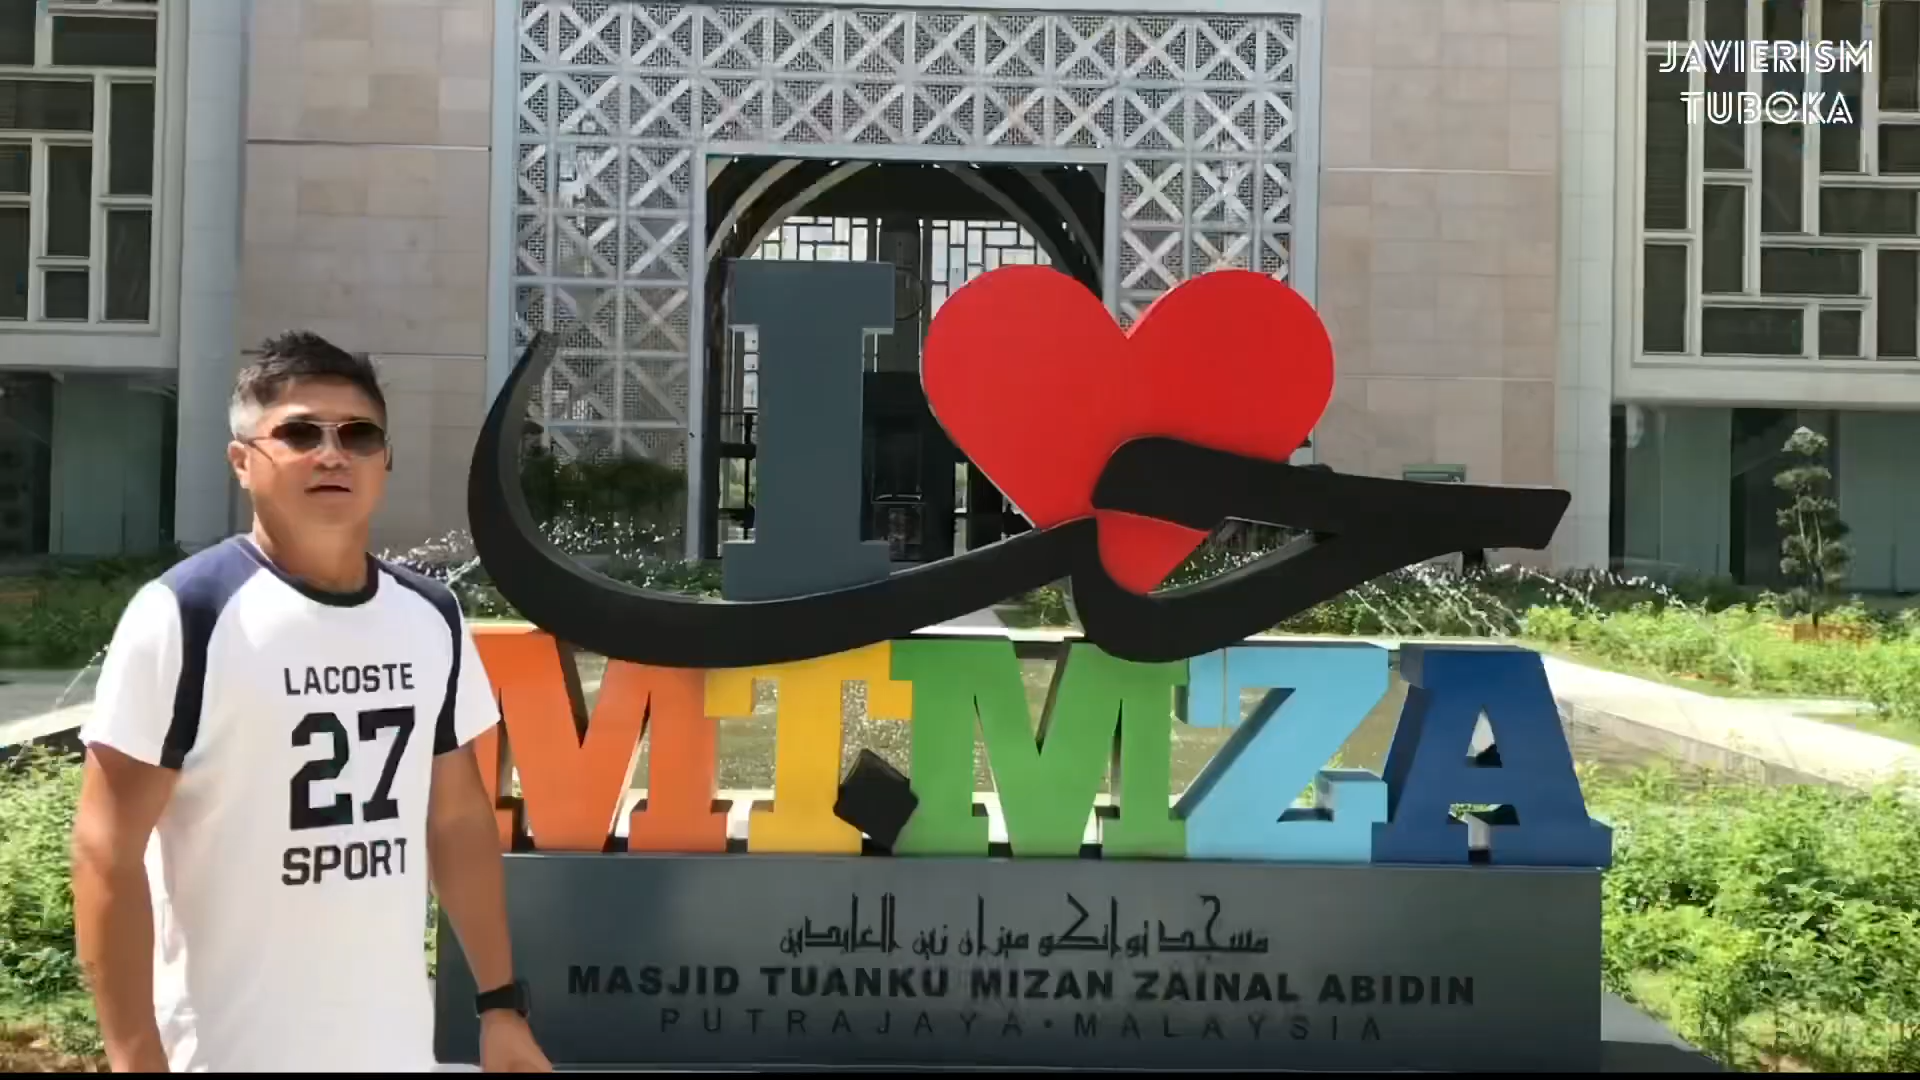 JAVIERISM
TUBOKA
I
MTMZA
LACOSTE
27
SPORT
مسجد توانكو ميزان زين العابدين
MASJID TUANKU MIZAN ZAINAL ABIDIN
PUTRAJAYA•MALAYSIA